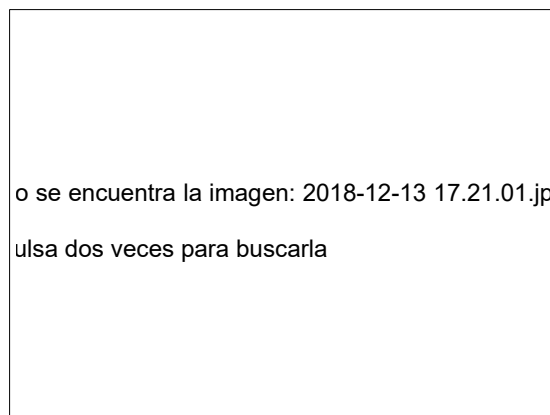 o se encuentra la imagen: 2018-12-13 17.21.01.jp
ulsa dos veces para buscarla